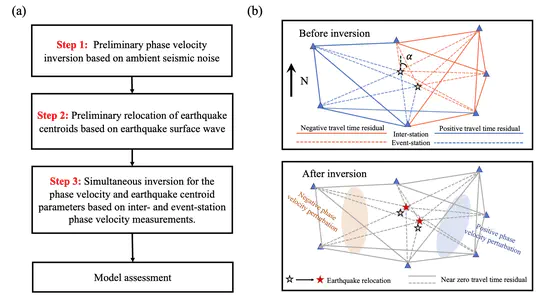 (a)
Step 1: Preliminary phase velocity
inversion based on ambient seismic noise
Step 2: Preliminary relocation of earthquake
centroids based on earthquake surface wave
Step 3: Simultaneous inversion for
the phase velocity and earthquake centroid
parameters based on inter- and event-station
phase velocity measurements.
Model assessment
(b)
Before inversion
α
N
Negative travel time residual
Inter-station
Event-station
Positive travel time residual
After inversion
Negative phase
velocity perturbation
Positive phase
velocity perturbation
Earthquake relocation
Near zero travel time residual